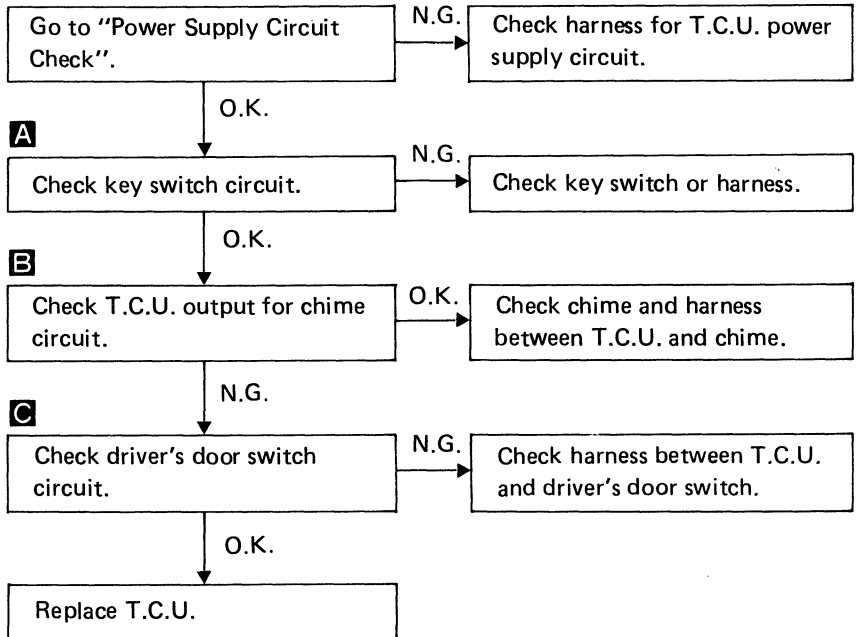 Go to "Power Supply Circuit
Check".
N.G.
Check harness for T.C.U. power
supply circuit.
O.K.
A
Check key switch circuit.
N.G.
Check key switch or harness.
O.K.
B
Check T.C.U. output for chime
circuit.
O.K.
Check chime and harness
between T.C.U. and chime.
N.G.
C
Check driver's door switch
circuit.
N.G.
Check harness between T.C.U.
and driver's door switch.
O.K.
Replace T.C.U.